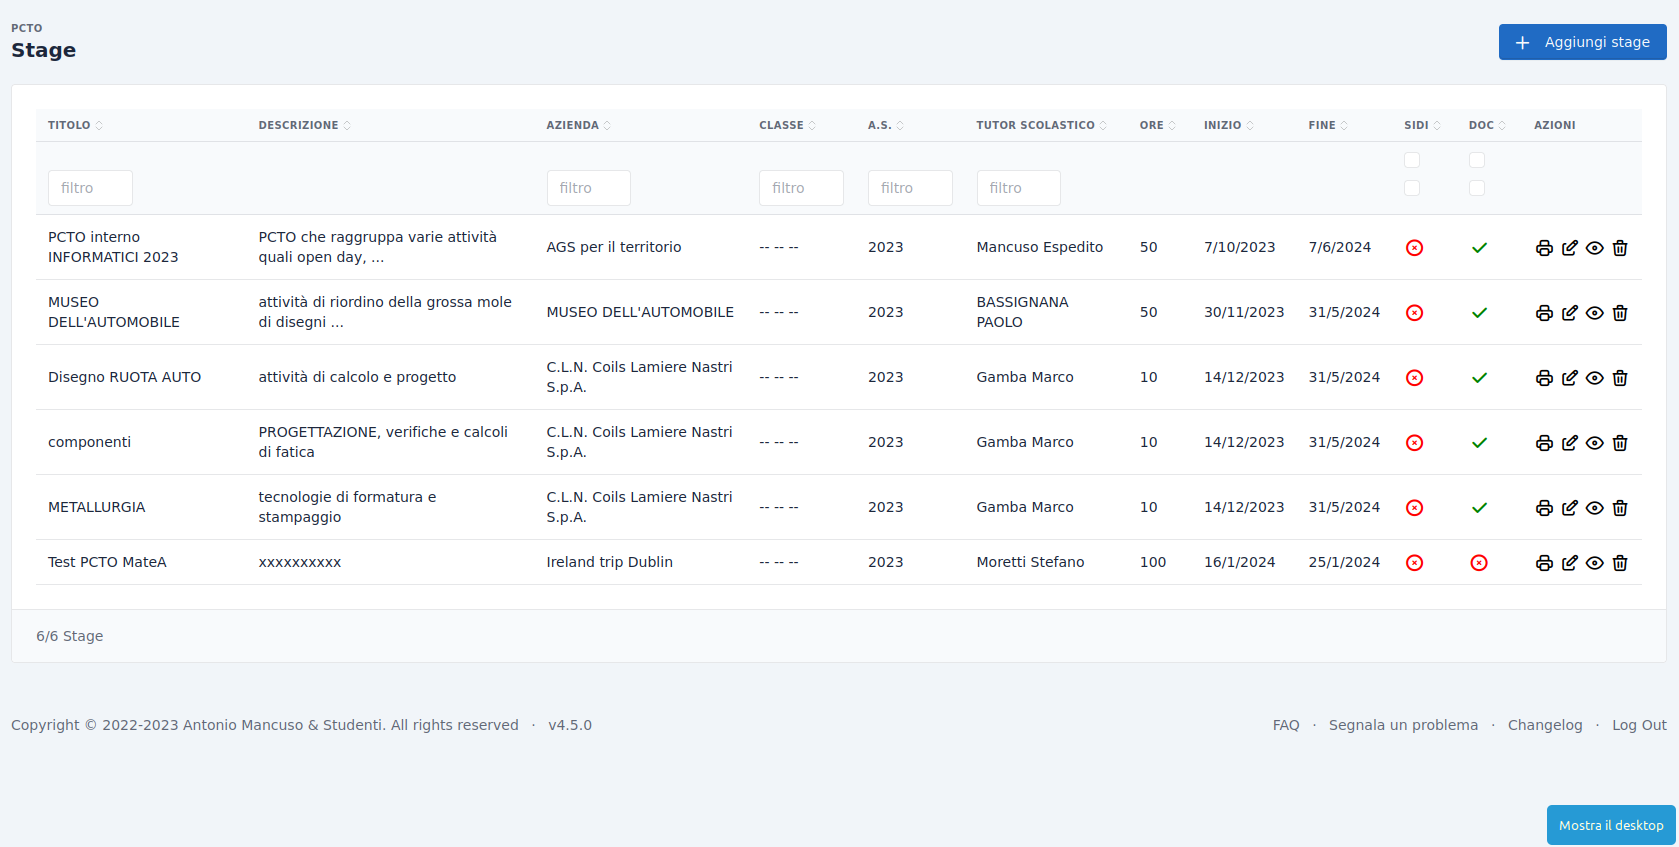 PCTO
Stage
Aggiungi stage
TITOLO DESCRIZIONE AZIENDA CLASSE A.S. TUTOR SCOLASTICO ORE INIZIO FINE SIDI DOC AZIONI
filtro filtro filtro filtro filtro
PCTO interno INFORMATICI 2023 PCTO che raggruppa varie attività quali open day, ... AGS per il territorio -- -- -- 2023 Mancuso Espedito 50 7/10/2023 7/6/2024
MUSEO DELL'AUTOMOBILE attività di riordino della grossa mole di disegni ... MUSEO DELL'AUTOMOBILE -- -- -- 2023 BASSIGNANA PAOLO 50 30/11/2023 31/5/2024
Disegno RUOTA AUTO attività di calcolo e progetto C.L.N. Coils Lamiere Nastri S.p.A. -- -- -- 2023 Gamba Marco 10 14/12/2023 31/5/2024
componenti PROGETTAZIONE, verifiche e calcoli di fatica C.L.N. Coils Lamiere Nastri S.p.A. -- -- -- 2023 Gamba Marco 10 14/12/2023 31/5/2024
METALLURGIA tecnologie di formatura e stampaggio C.L.N. Coils Lamiere Nastri S.p.A. -- -- -- 2023 Gamba Marco 10 14/12/2023 31/5/2024
Test PCTO MateA xxxxxxxxxx Ireland trip Dublin -- -- -- 2023 Moretti Stefano 100 16/1/2024 25/1/2024
6/6 Stage
Copyright © 2022-2023 Antonio Mancuso & Studenti. All rights reserved · v4.5.0 FAQ · Segnala un problema · Changelog · Log Out
Mostra il desktop